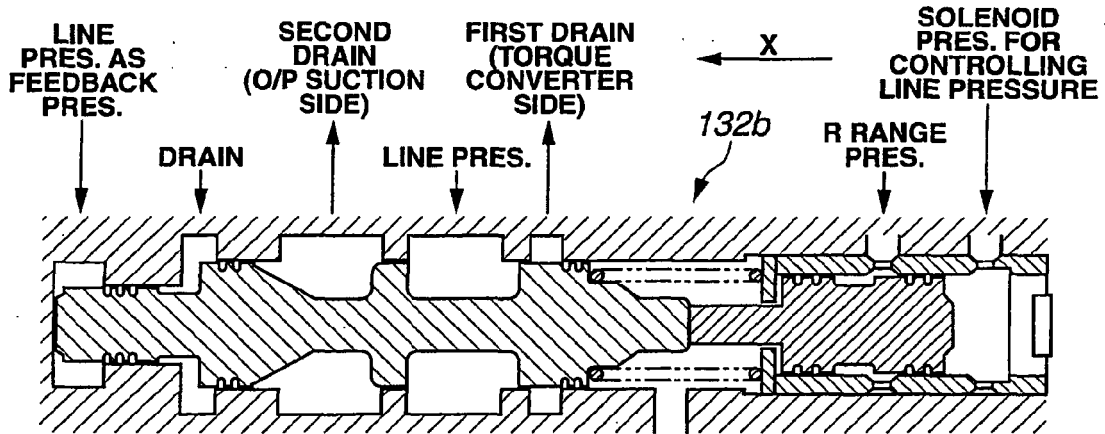 LINE
PRES. AS
FEEDBACK
PRES.
SECOND
DRAIN
(O/P SUCTION
SIDE)
FIRST DRAIN
(TORQUE
CONVERTER
SIDE)
X
SOLENOID
PRES. FOR
CONTROLLING
LINE PRESSURE
132b
R RANGE
PRES.
DRAIN
LINE PRES.